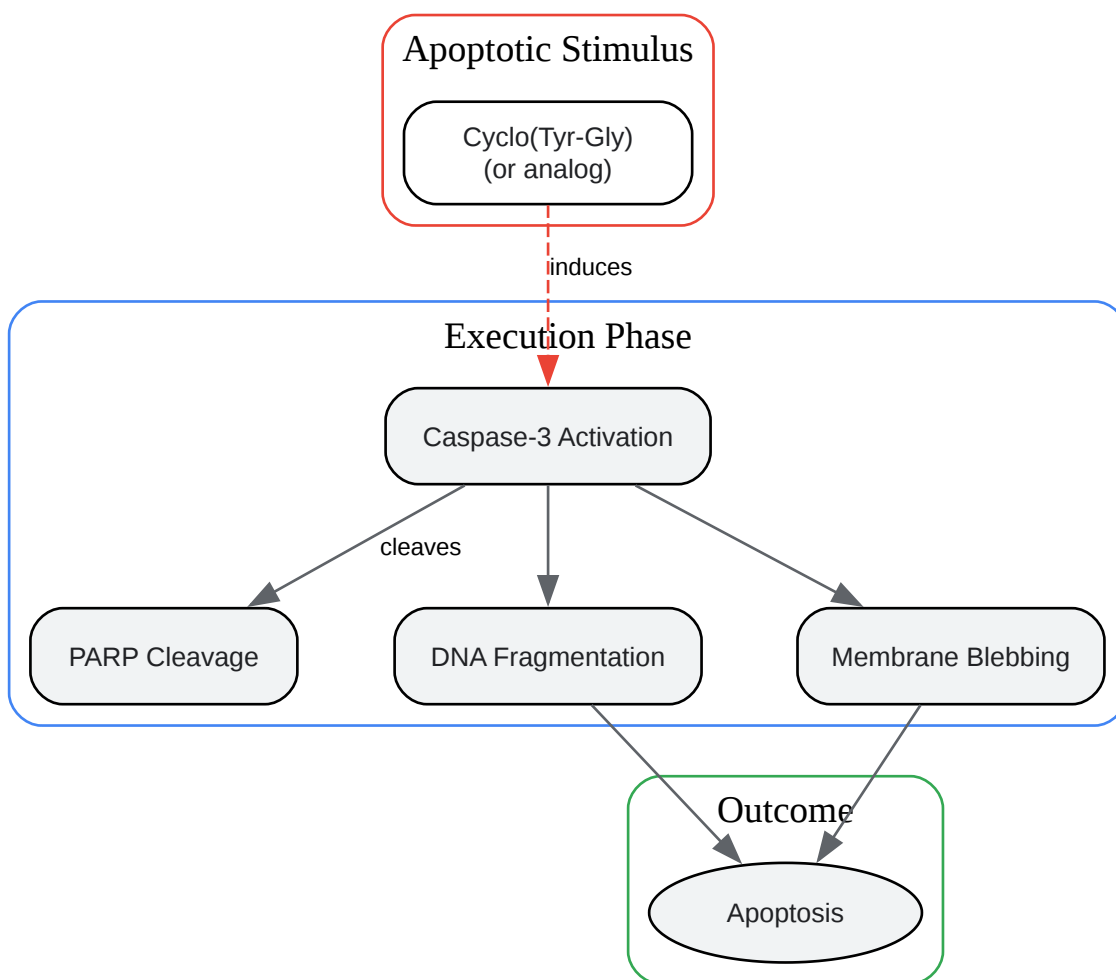 Apoptotic Stimulus
Cyclo(Tyr-Gly)
(or analog)
induces
Execution Phase
Caspase-3 Activation
cleaves
PARP Cleavage
DNA Fragmentation
Membrane Blebbing
Outcome
Apoptosis